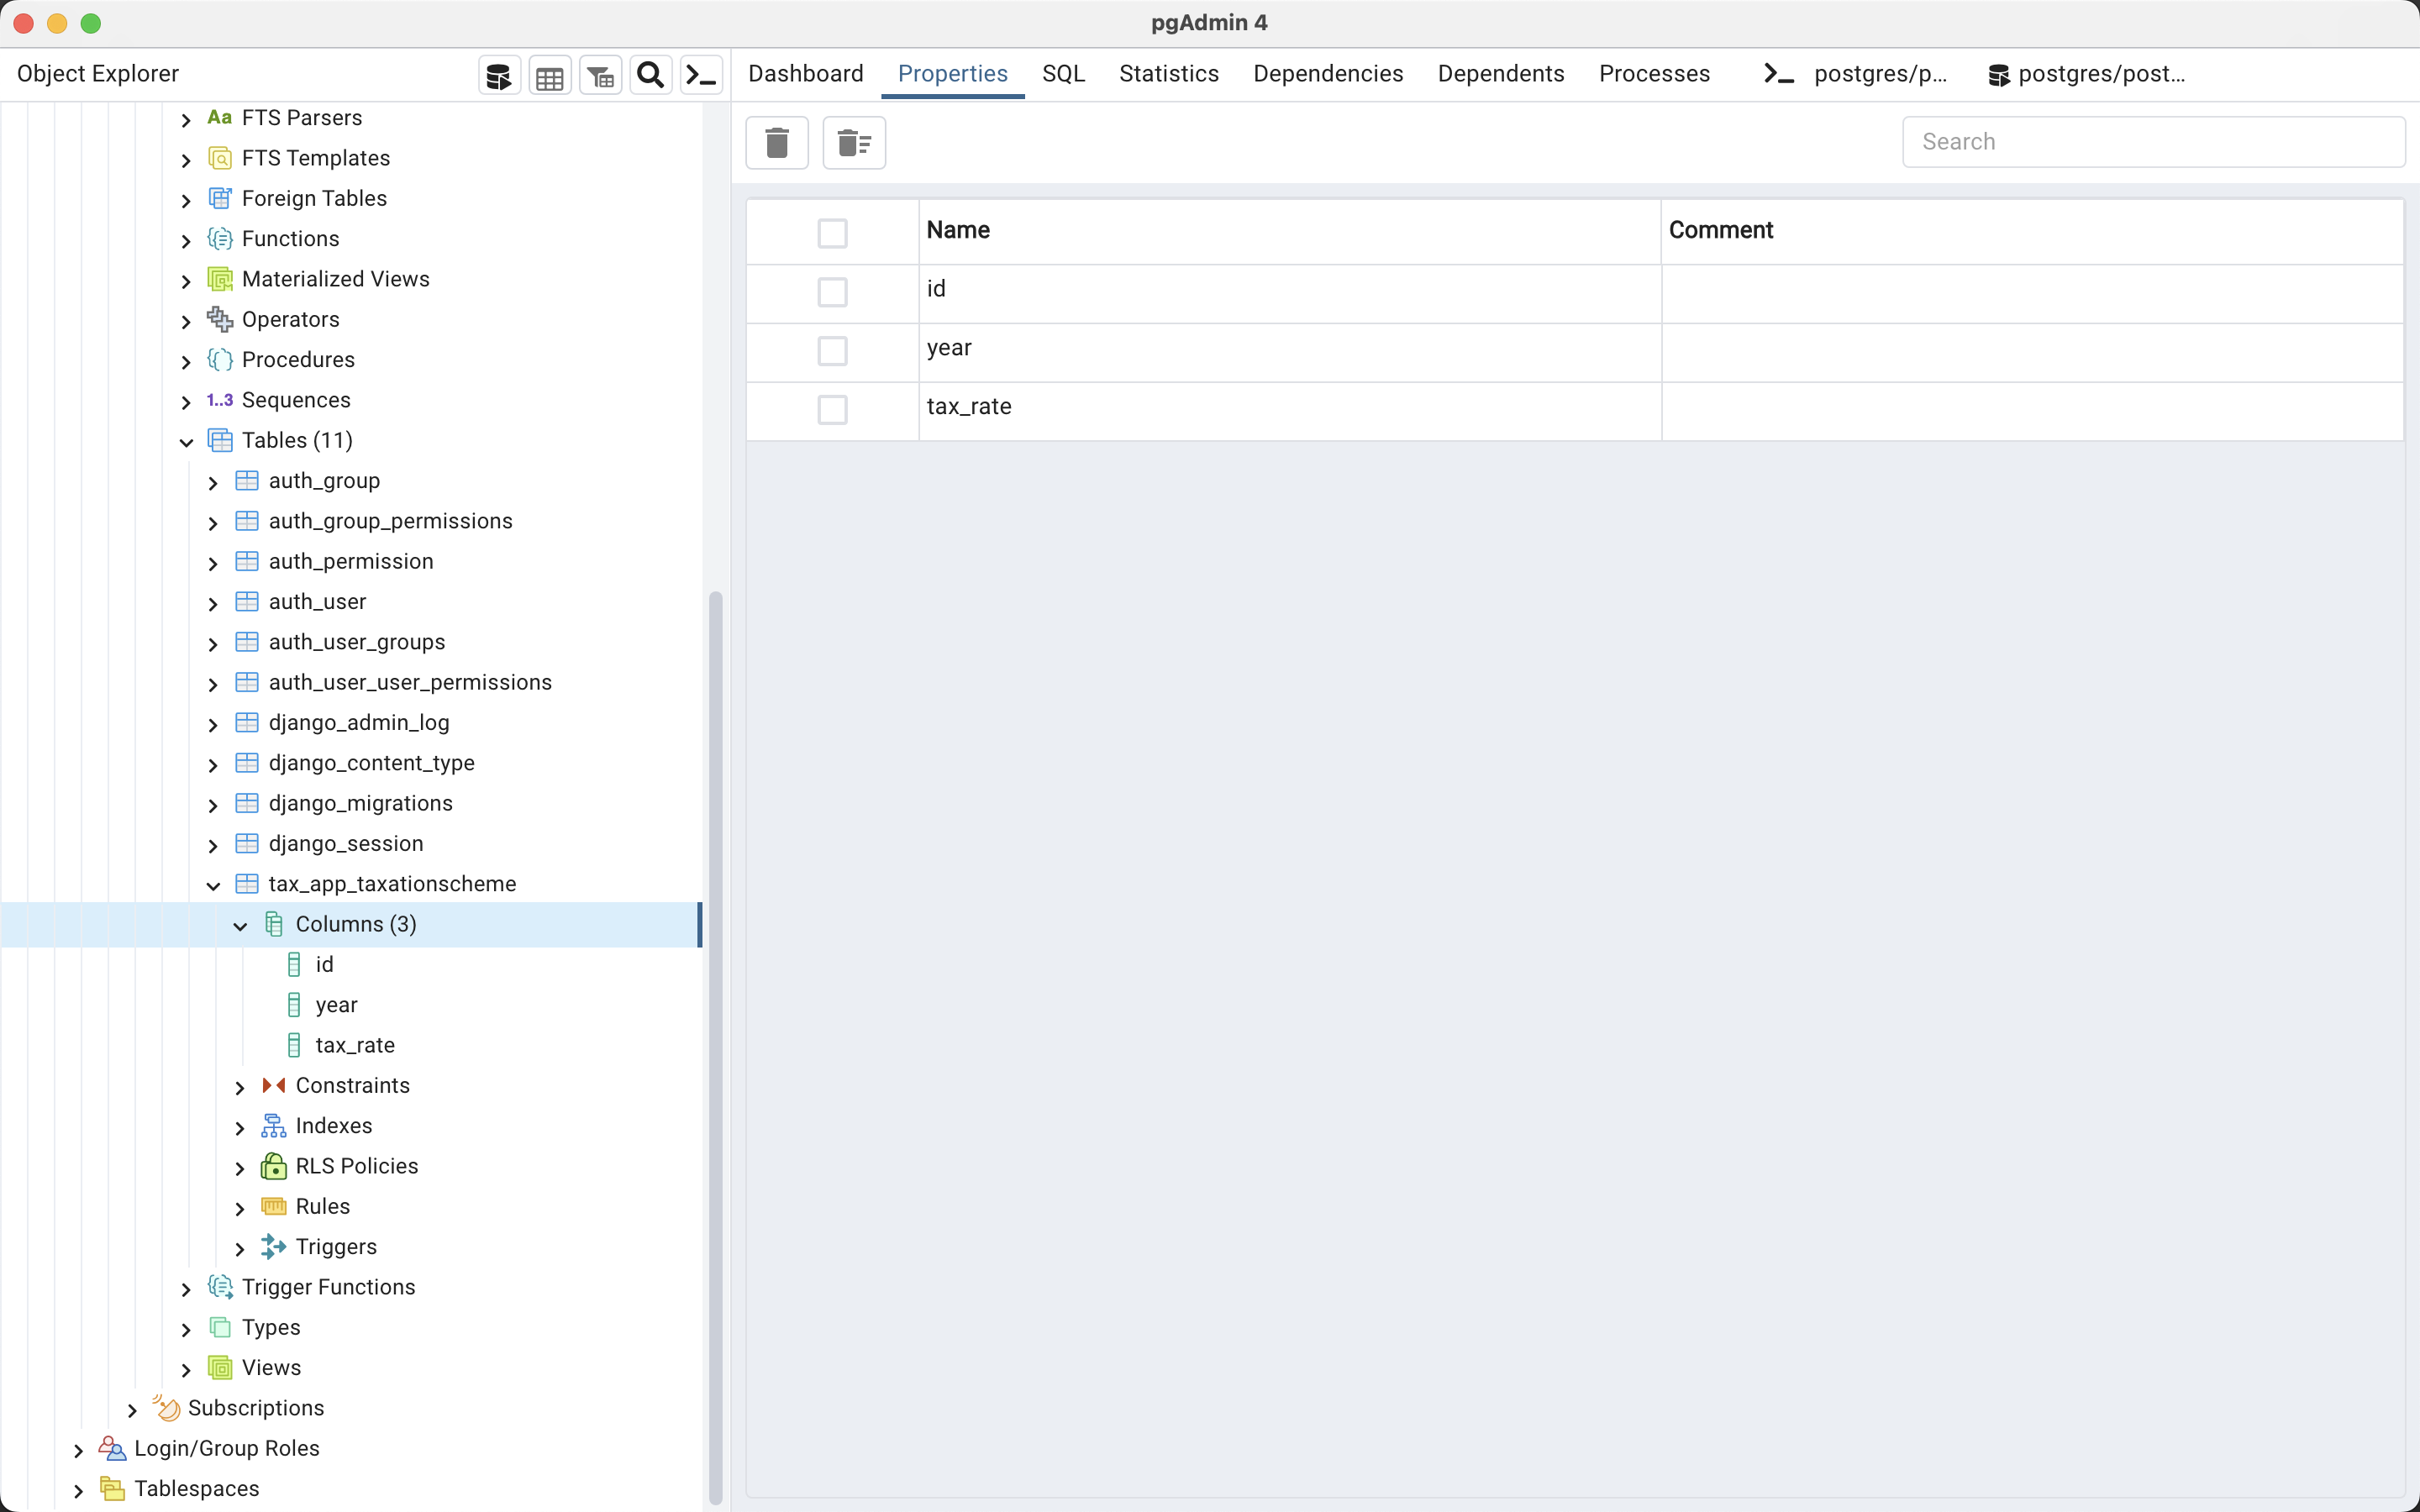 pgAdmin 4
Object Explorer
Dashboard Properties SQL Statistics Dependencies Dependents Processes postgres/p... postgres/post...
Search
Aa FTS Parsers
FTS Templates
Foreign Tables
Functions
Materialized Views
Operators
Procedures
1..3 Sequences
Tables (11)
auth_group
auth_group_permissions
auth_permission
auth_user
auth_user_groups
auth_user_user_permissions
django_admin_log
django_content_type
django_migrations
django_session
tax_app_taxationscheme
Columns (3)
id
year
tax_rate
Constraints
Indexes
RLS Policies
Rules
Triggers
Trigger Functions
Types
Views
Subscriptions
Login/Group Roles
Tablespaces
Name Comment
id
year
tax_rate